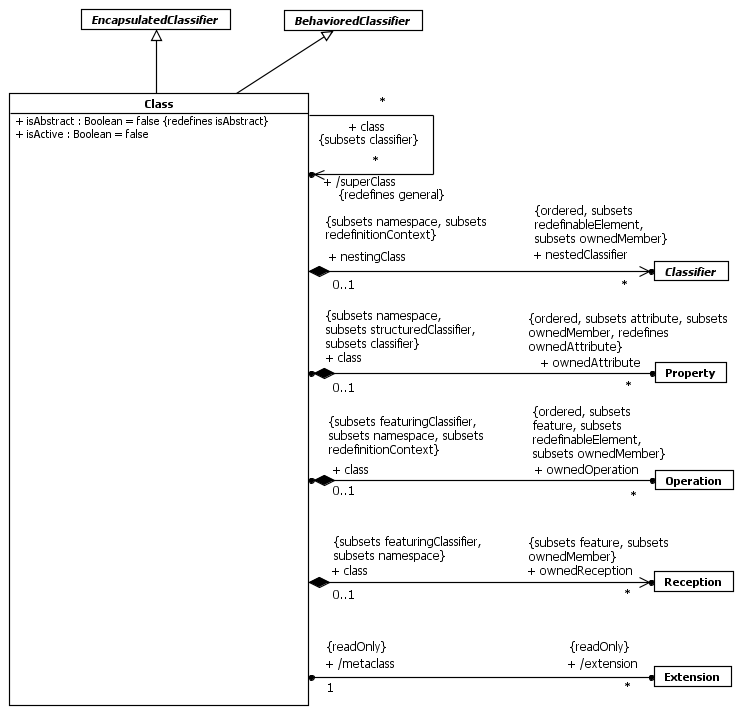 EncapsulatedClassifier
BehavioredClassifier
Class
+ isAbstract : Boolean = false {redefines isAbstract}
+ isActive : Boolean = false
*
+ class
{subsets classifier}
*
+ /superClass
{redefines general}
{subsets namespace, subsets
redefinitionContext}
+ nestingClass
0..1
{ordered, subsets
redefinableElement,
subsets ownedMember}
+ nestedClassifier
*
Classifier
{subsets namespace,
subsets structuredClassifier,
subsets classifier}
+ class
0..1
{ordered, subsets attribute, subsets
ownedMember, redefines
ownedAttribute}
+ ownedAttribute
*
Property
{subsets featuringClassifier,
subsets namespace, subsets
redefinitionContext}
+ class
0..1
{ordered, subsets
feature, subsets
redefinableElement,
subsets ownedMember}
+ ownedOperation
*
Operation
{subsets featuringClassifier,
subsets namespace}
+ class
0..1
{subsets feature, subsets
ownedMember}
+ ownedReception
*
Reception
{readOnly}
+ /metaclass
1
{readOnly}
+ /extension
*
Extension